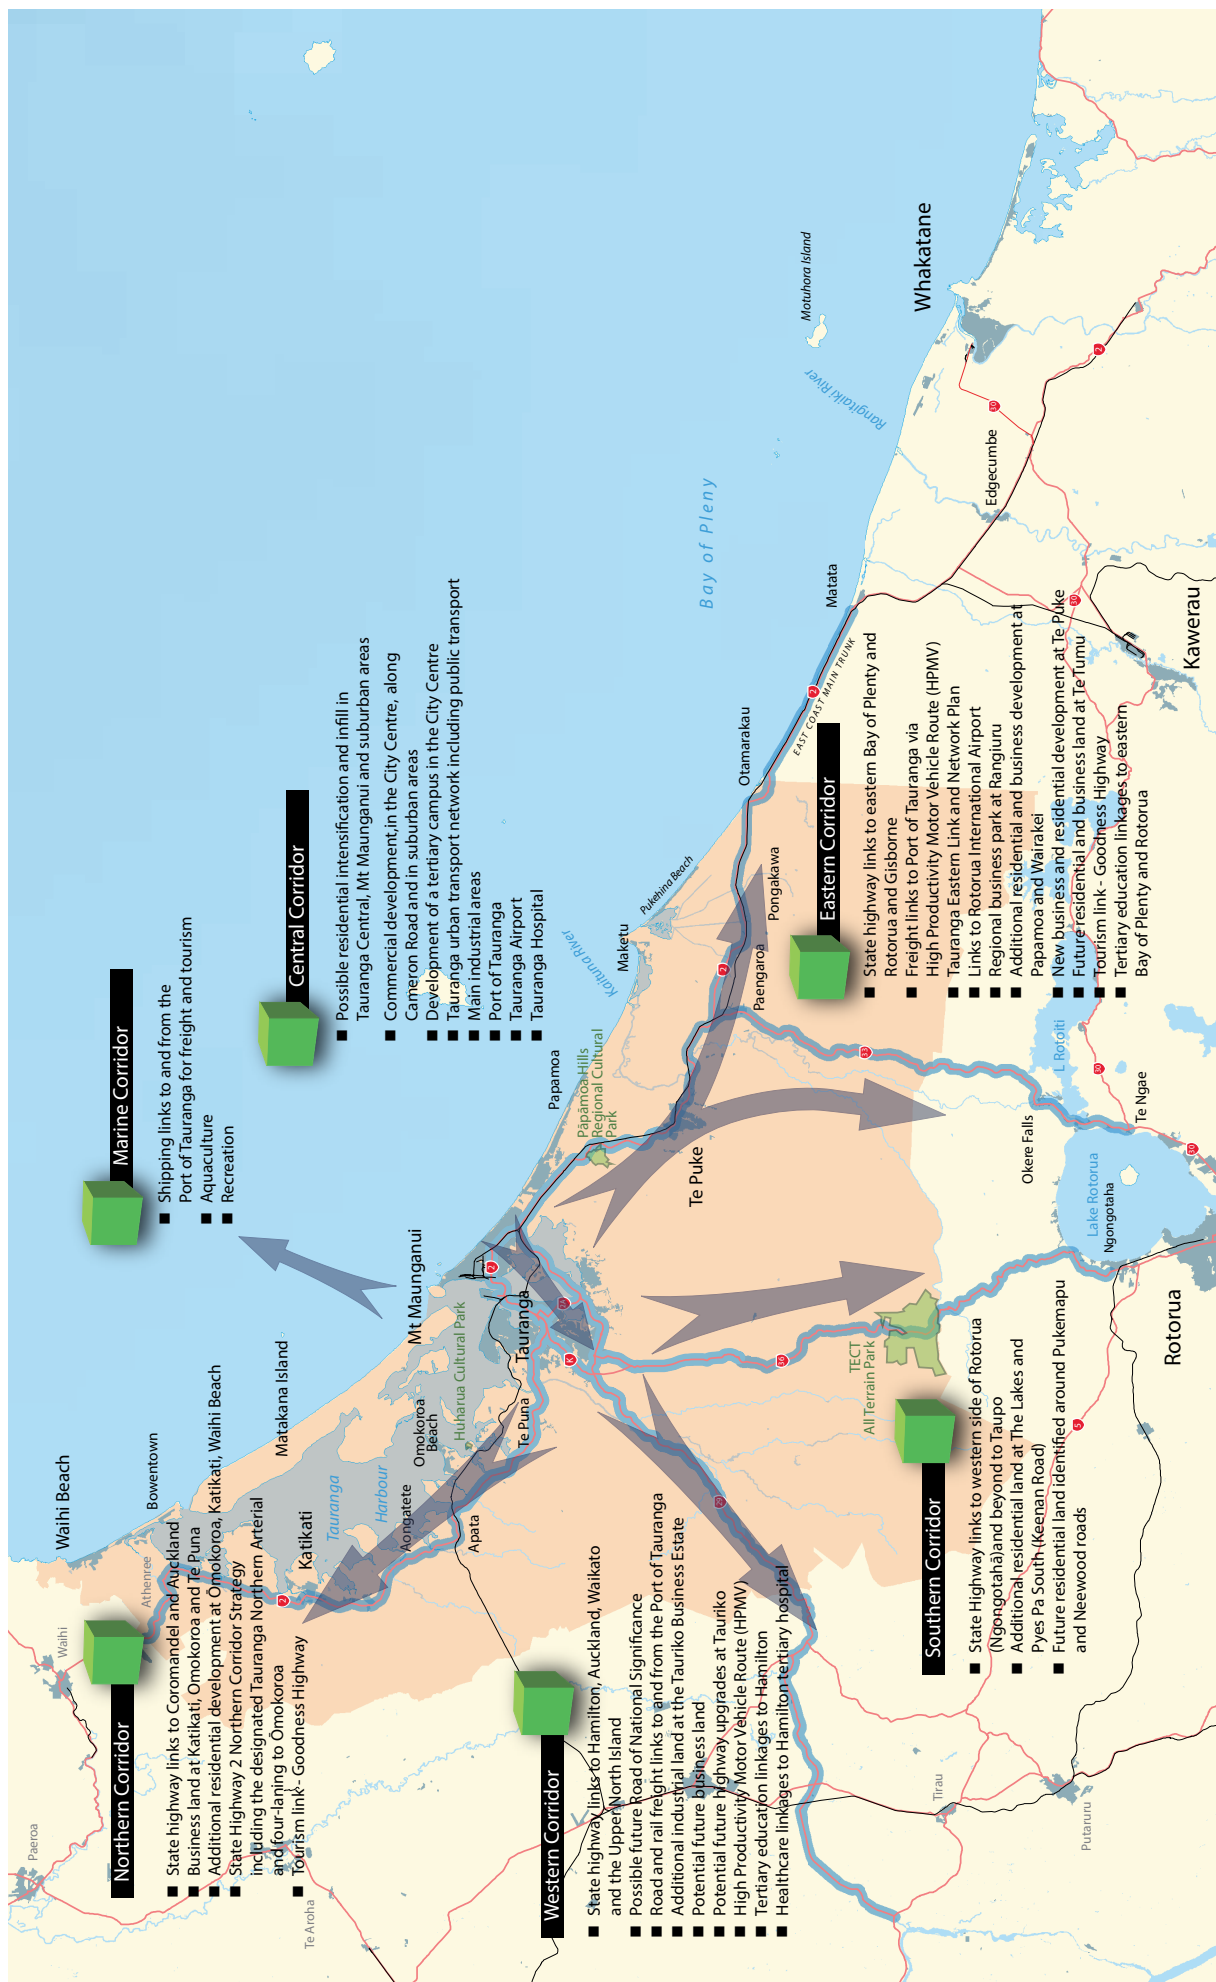 Northern Corridor
State highway links to Coromandel and Auckland
Business land at Katikati, Omokoroa and Te Puna
Additional residential development at Omokoroa, Katikati, Waihi Beach
State Highway 2 Northern Corridor Strategy
including the designated Tauranga Northern Arterial
and four-laning to Omokoroa
Tourism link - Goodness Highway
Marine Corridor
Shipping links to and from the
Port of Tauranga for freight and tourism
Aquaculture
Recreation
Central Corridor
Possible residential intensification and infill in
Tauranga Central, Mt Maunganui and suburban areas
Commercial development,in the City Centre, along
Cameron Road and in suburban areas
Development of a tertiary campus in the City Centre
Tauranga urban transport network including public transport
Main industrial areas
Port of Tauranga
Tauranga Airport
Tauranga Hospital
Western Corridor
State highway links to Hamilton, Auckland, Waikato
and the Upper North Island
Possible future Road of National Significance
Road and rail freight links to and from the Port of Tauranga
Additional industrial land at the Tauriko Business Estate
Potential future business land
Potential future highway upgrades at Tauriko
High Productivity Motor Vehicle Route (HPMV)
Tertiary education linkages to Hamilton
Healthcare linkages to Hamilton tertiary hospital
Southern Corridor
State Highway links to western side of Rotorua
(Ngongotahā)and beyond to Taupo
Additional residential land at The Lakes and
Pyes Pa South (Keenan Road)
Future residential land identified around Pukemapu
and Neewood roads
Eastern Corridor
State highway links to eastern Bay of Plenty and
Rotorua and Gisborne
Freight links to Port of Tauranga via
High Productivity Motor Vehicle Route (HPMV)
Tauranga Eastern Link and Network Plan
Links to Rotorua International Airport
Regional business park at Rangiuru
Additional residential and business development at
Papamoa and Wairakei
New business and residential development at Te Puke
Future residential and business land at Te Tumu
Tourism link - Goodness Highway
Tertiary education liinkages to eastern
Bay of Plenty and Rotorua
Paeroa
Waihi
Te Aroha
Waihi Beach
Athenree
Bowentown
Katikati
Matakana Island
Tauranga
Harbour
Aongatete
Apata
Omokoroa
Beach
Huharua Cultural Park
Te Puna
Mt Maunganui
Tauranga
Papamoa
Pāpāmoa Hills
Regional Cultural
Park
Te Puke
Kaituna River
Maketu
Pukehina Beach
Paengaroa
Pongakawa
Otamarakau
EAST COAST MAIN TRUNK
Matata
Bay of Pleny
Rangitaiki River
Motuhora Island
Whakatane
Edgecumbe
Kawerau
L Rotoiti
Okere Falls
Te Ngae
Lake Rotorua
Ngongotaha
Rotorua
TECT
All Terrain Park
Tirau
Putaruru
2
2
2
2
2
2A
K
29
36
33
30
30
30
30
5